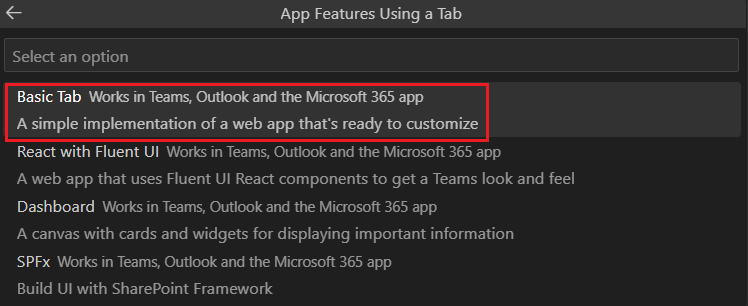 App Features Using a Tab
Select an option
Basic Tab Works in Teams, Outlook and the Microsoft 365 app
A simple implementation of a web app that's ready to customize
React with Fluent UI Works in Teams, Outlook and the Microsoft 365 app
A web app that uses Fluent UI React components to get a Teams look and feel
Dashboard Works in Teams, Outlook and the Microsoft 365 app
A canvas with cards and widgets for displaying important information
SPFx Works in Teams, Outlook and the Microsoft 365 app
Build UI with SharePoint Framework